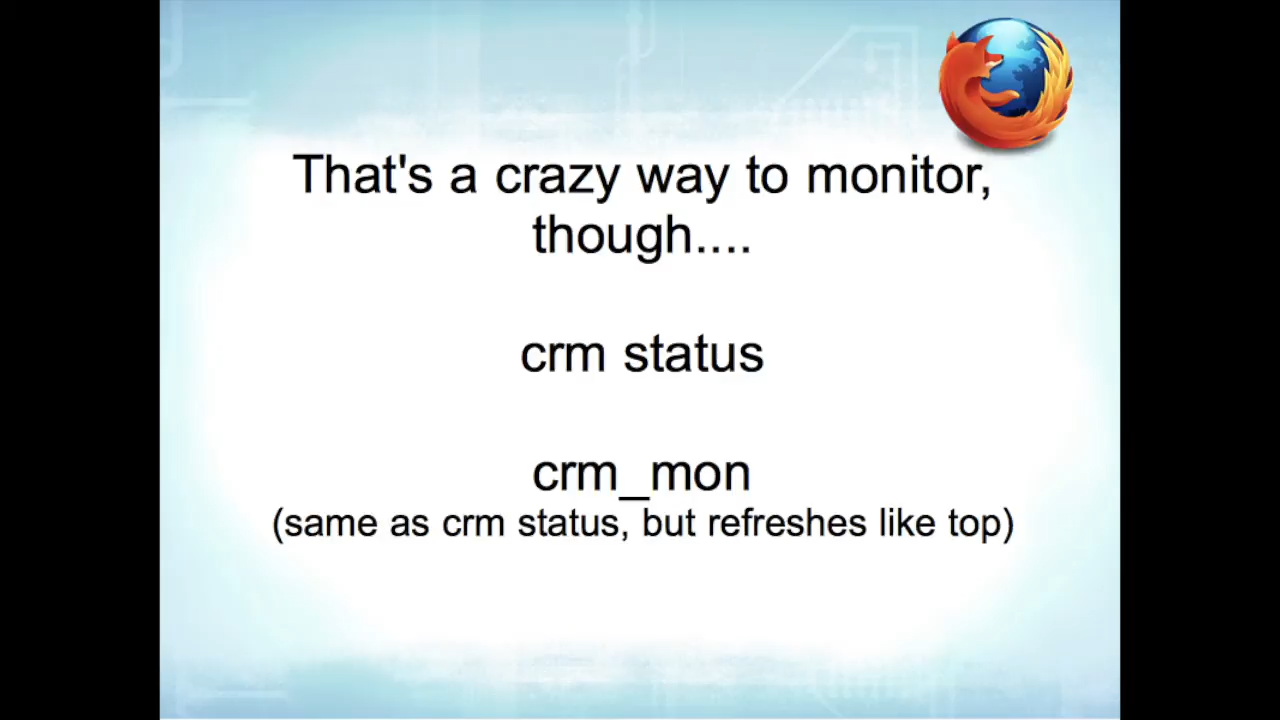 That's a crazy way to monitor,
though....
crm status
crm_mon
(same as crm status, but refreshes like top)